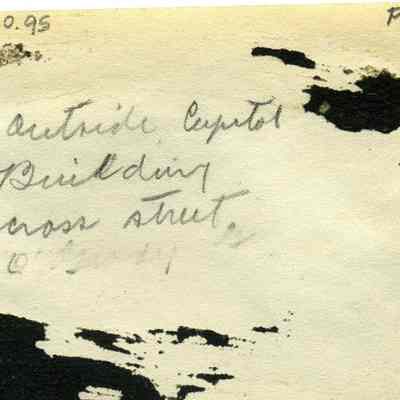 0.95
Outside Capitol
Building
cross street